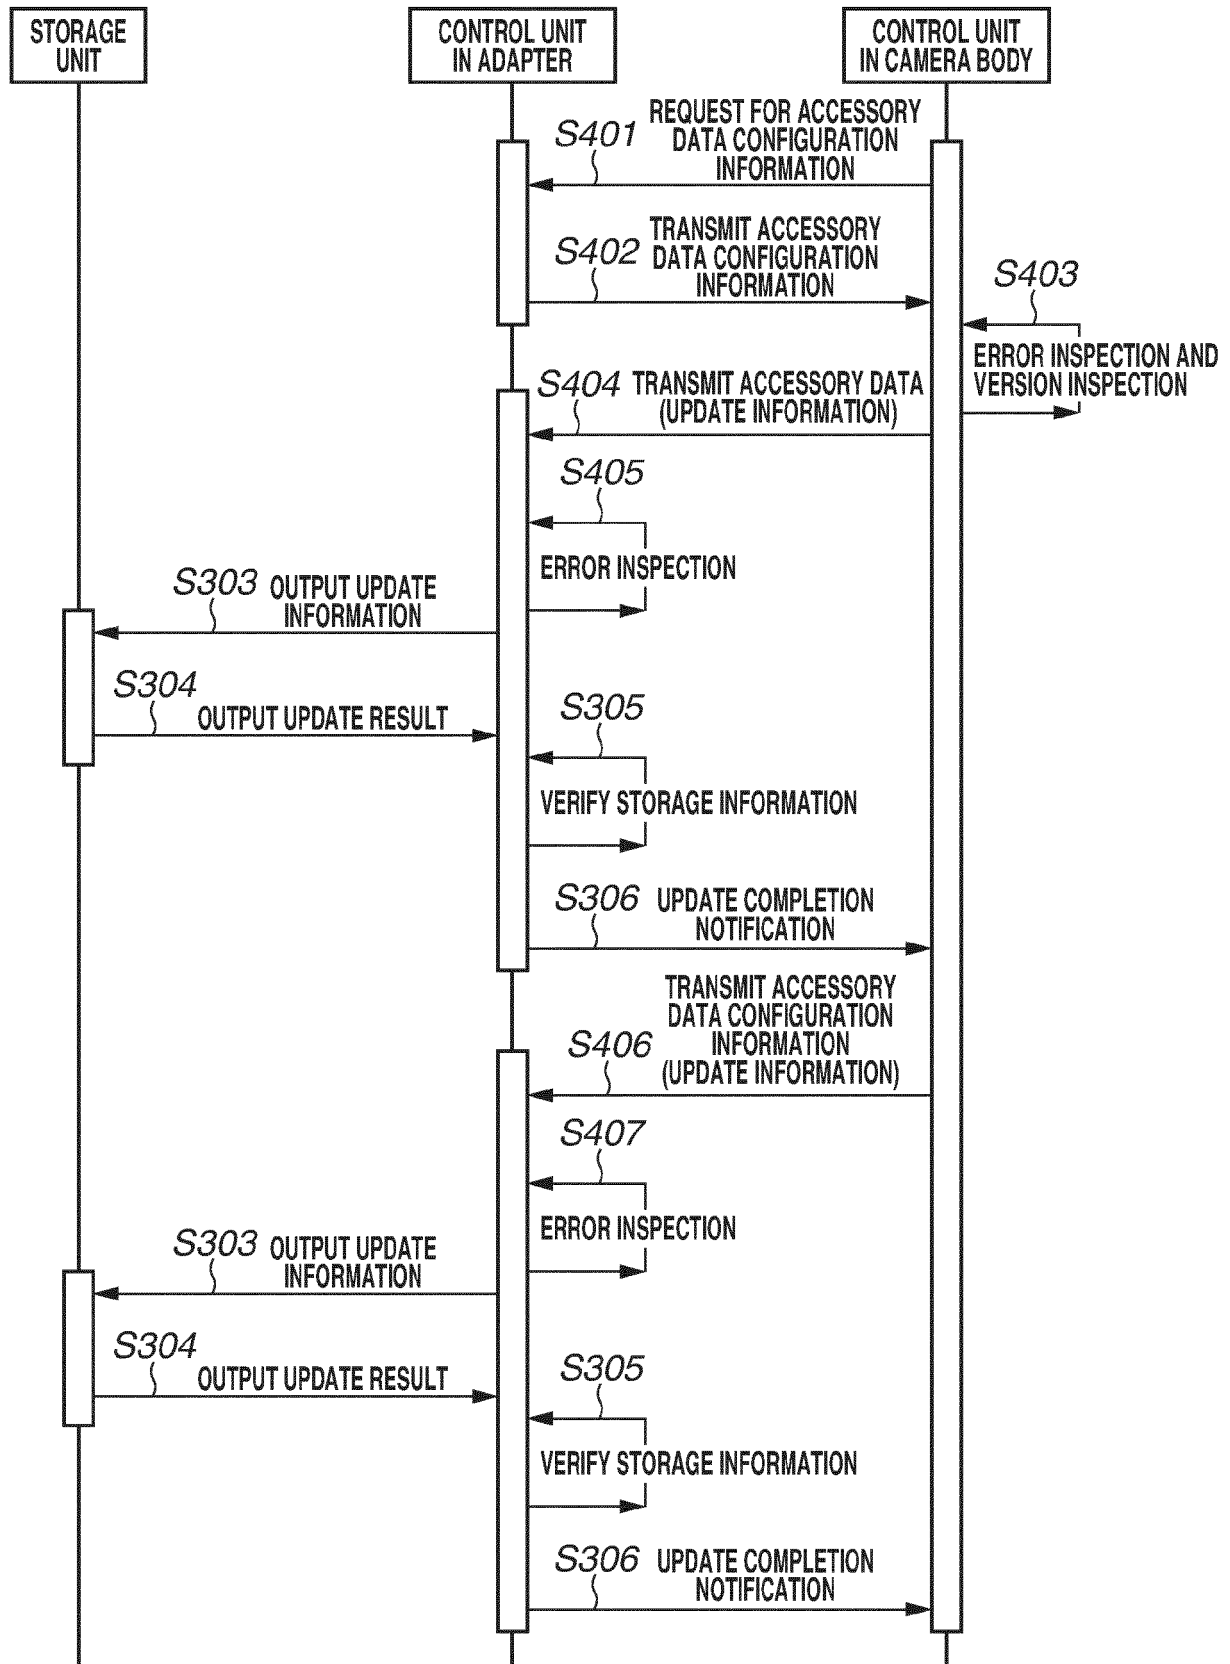 STORAGE
UNIT
CONTROL UNIT
IN ADAPTER
CONTROL UNIT
IN CAMERA BODY
S401
REQUEST FOR ACCESSORY
DATA CONFIGURATION
INFORMATION
S402
TRANSMIT ACCESSORY
DATA CONFIGURATION
INFORMATION
S403
ERROR INSPECTION AND
VERSION INSPECTION
S404
TRANSMIT ACCESSORY DATA
(UPDATE INFORMATION)
S405
ERROR INSPECTION
S303
OUTPUT UPDATE
INFORMATION
S304
OUTPUT UPDATE RESULT
S305
VERIFY STORAGE INFORMATION
S306
UPDATE COMPLETION
NOTIFICATION
TRANSMIT ACCESSORY
DATA CONFIGURATION
INFORMATION
(UPDATE INFORMATION)
S406
S407
ERROR INSPECTION
S303
OUTPUT UPDATE
INFORMATION
S304
OUTPUT UPDATE RESULT
S305
VERIFY STORAGE INFORMATION
S306
UPDATE COMPLETION
NOTIFICATION